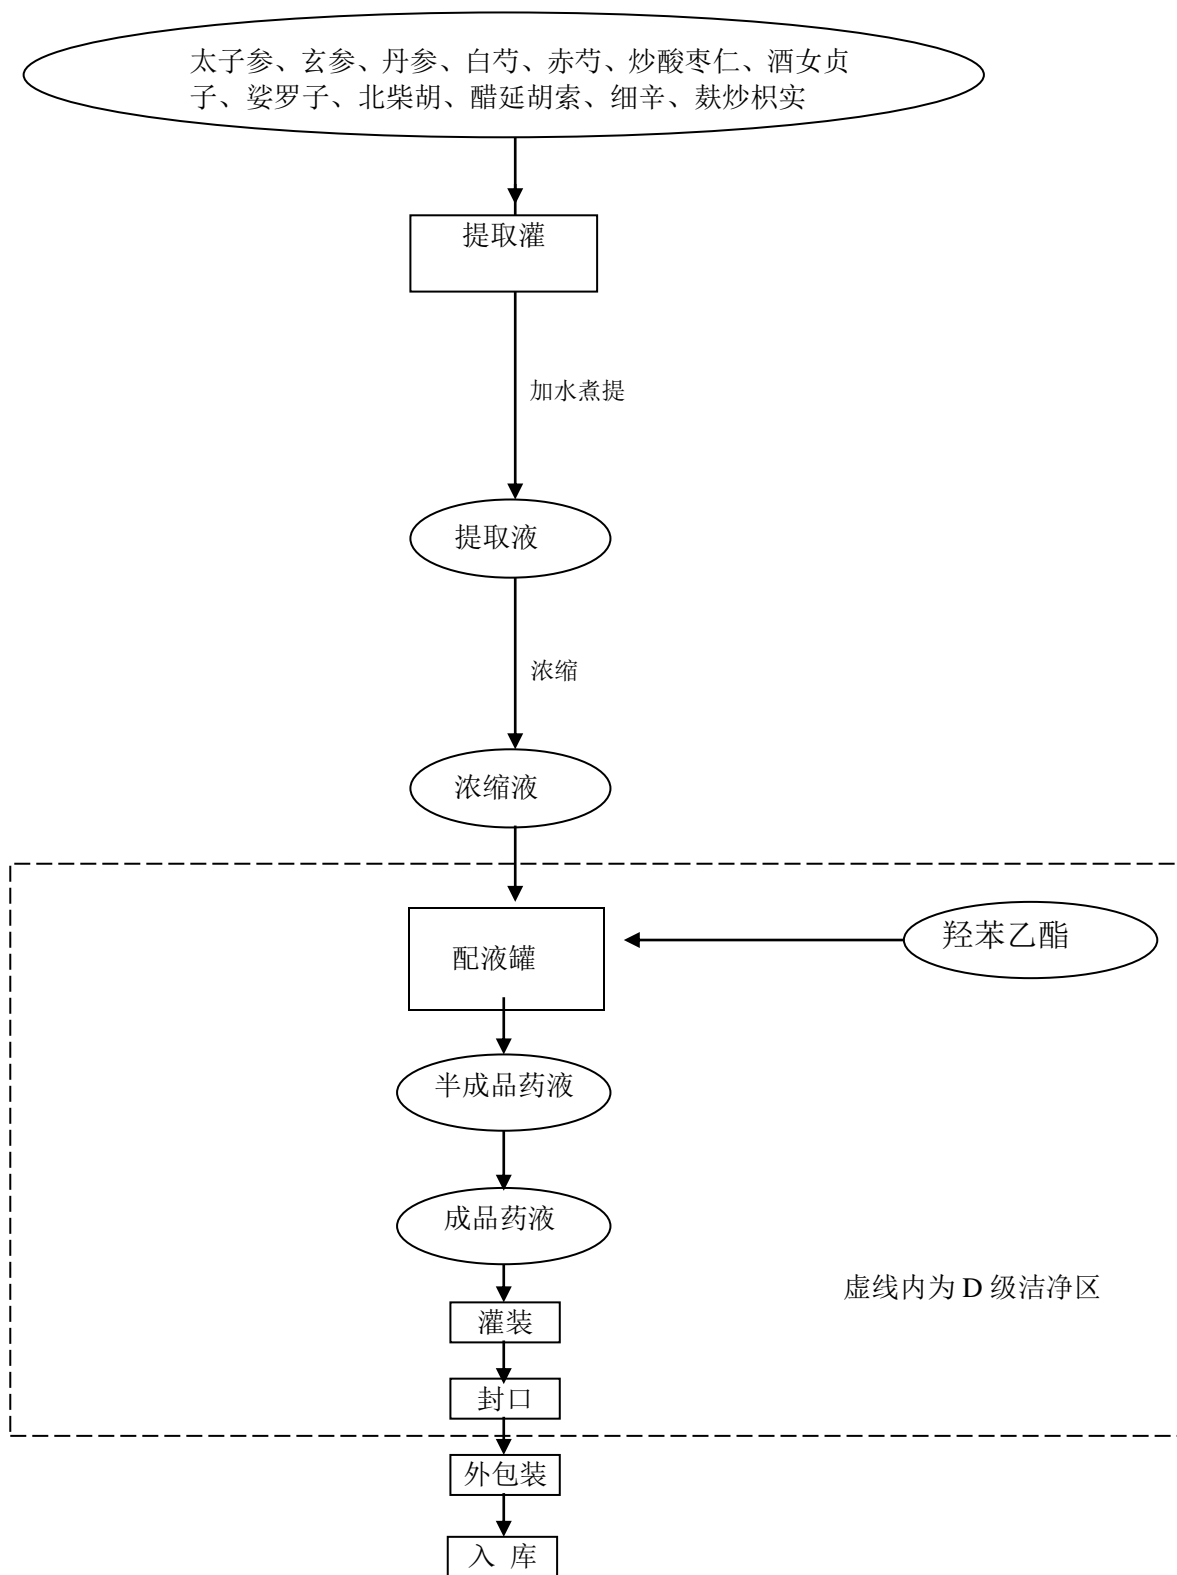 太子参、玄参、丹参、白芍、赤芍、炒酸枣仁、酒女贞
子、娑罗子、北柴胡、醋延胡索、细辛、麸炒枳实
提取灌
加水煮提
提取液
浓缩
浓缩液
配液罐
羟苯乙酯
半成品药液
成品药液
虚线内为 D 级洁净区
灌装
封口
外包装
入 库